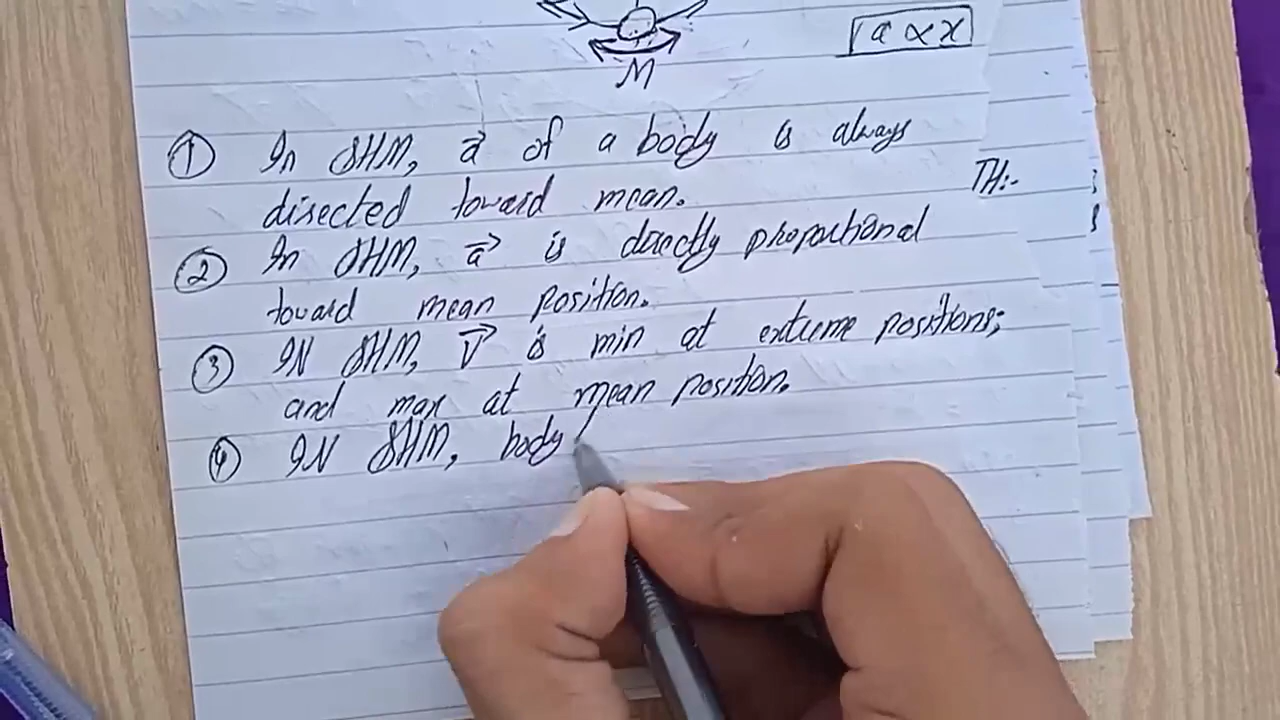 a ∝ x
M
① In SHM, a⃗ of a body is always
directed toward mean.
TH:-
② In SHM, a⃗ is directly propoctional
toward mean position.
③ IN SHM, V⃗ is min at extreme positions;
and max at mean position.
④ IN SHM, body